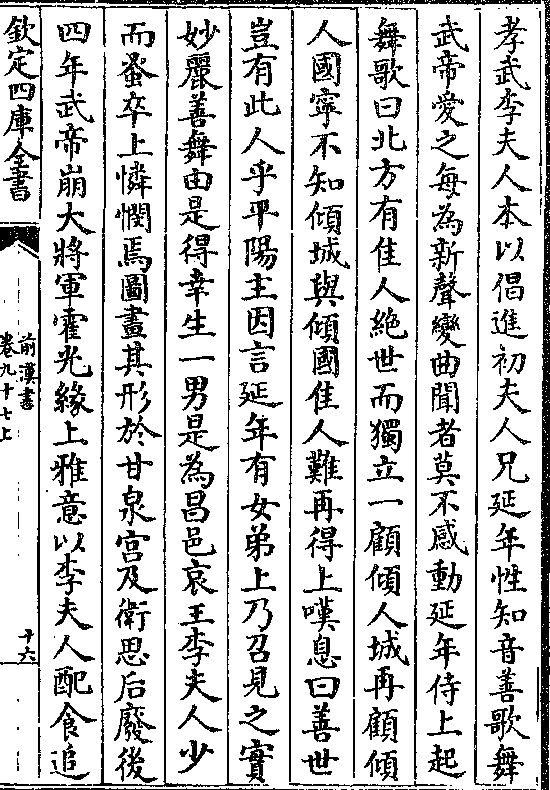 孝武李夫人本以倡進初夫人兄延年性知音善歌舞
武帝愛之每為新聲變曲聞者莫不感動延年侍上起
舞歌曰北方有佳人絶世而獨立一顧傾人城再顧傾
人國寧不知傾城與傾國佳人難再得上嘆息曰善世
豈有此人乎平陽主因言延年有女弟上乃召見之實
妙麗善舞由是得幸生一男是為昌邑哀王李夫人少
而蚤卒上憐憫焉圖畫其形於甘泉宫及衛思后廢後
四年武帝崩大將軍霍光緣上雅意以李夫人配食追
欽定四庫全書
前漢書
卷九十七上
十六